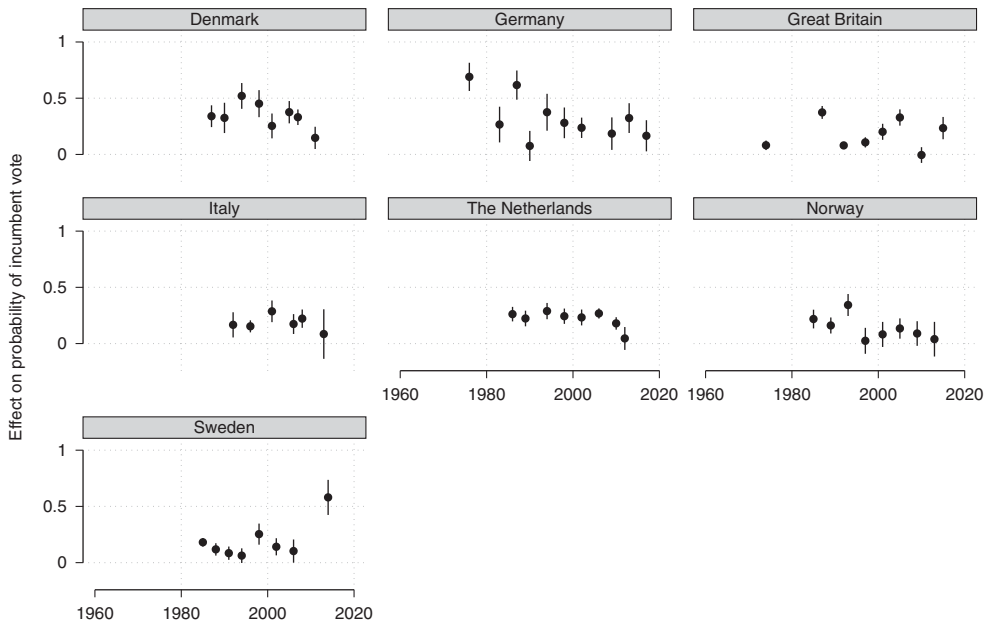 Denmark
Germany
Great Britain
1
0.5
0
Italy
The Netherlands
Norway
1
0.5
0
1960 1980 2000 2020
1960 1980 2000 2020
Sweden
1
0.5
0
1960 1980 2000 2020
Effect on probability of incumbent vote